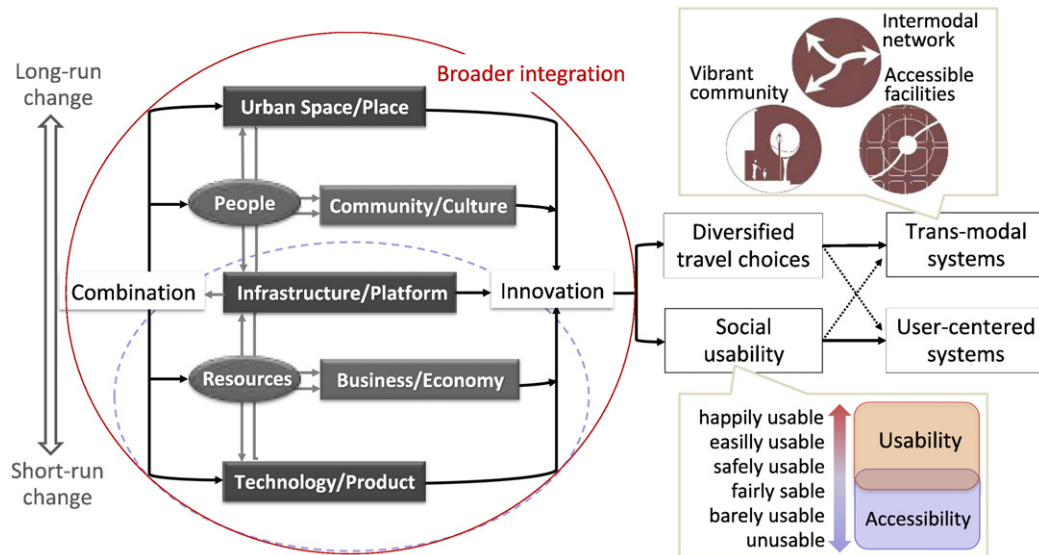 Long-run
change
Short-run
change
Broader integration
Urban Space/Place
People
Community/Culture
Combination
Infrastructure/Platform
Innovation
Resources
Business/Economy
Technology/Product
Intermodal
network
Vibrant
community
Accessible
facilities
Diversified
travel choices
Trans-modal
systems
Social
usability
User-centered
systems
happily usable
easilly usable
safely usable
fairly sable
barely usable
unusable
Usability
Accessibility